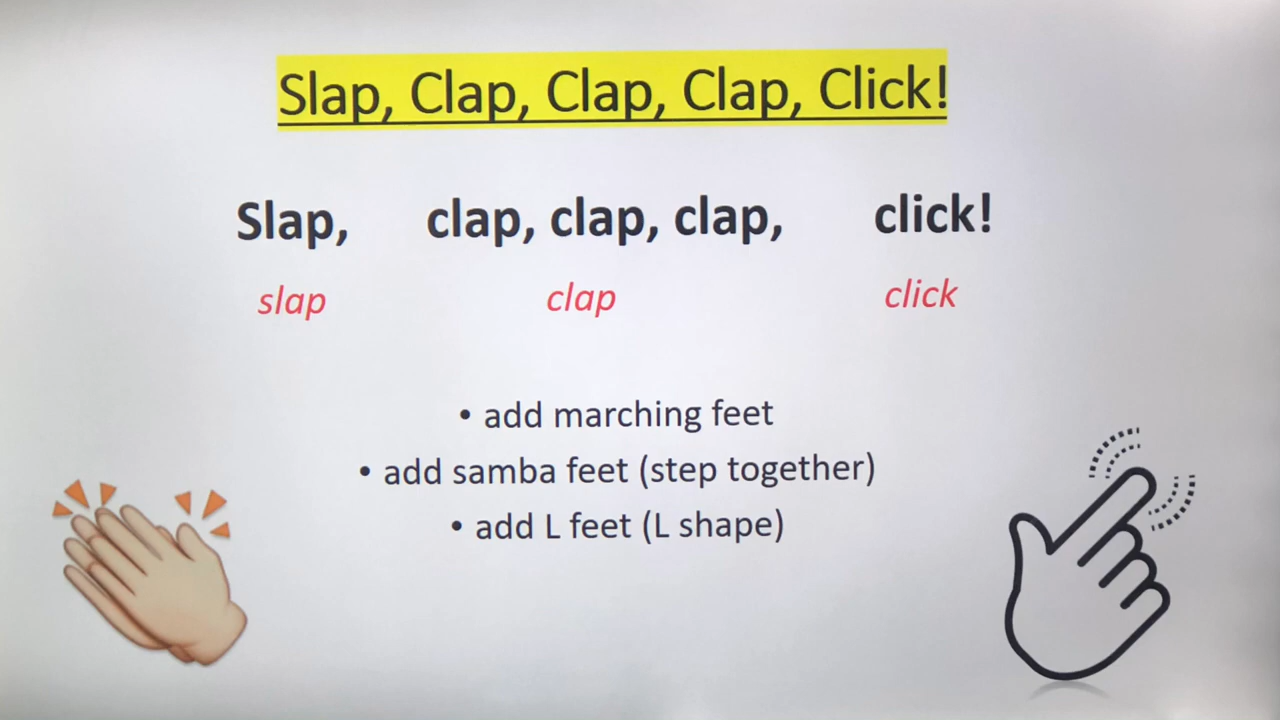 Slap, Clap, Clap, Clap, Click!
Slap, clap, clap, clap, click!
slap clap click
• add marching feet
• add samba feet (step together)
• add L feet (L shape)